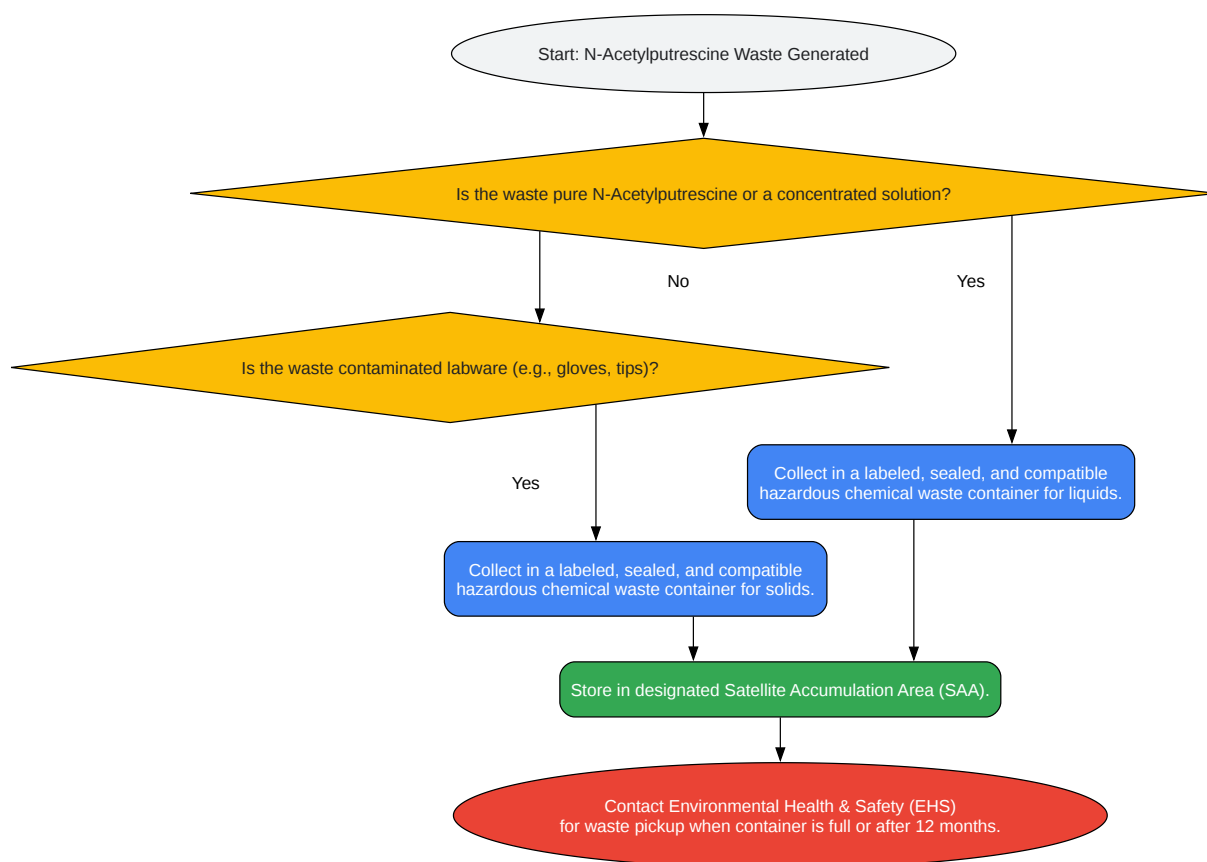 Start: N-Acetylputrescine Waste Generated
Is the waste pure N-Acetylputrescine or a concentrated solution?
No
Yes
Is the waste contaminated labware (e.g., gloves, tips)?
Yes
Collect in a labeled, sealed, and compatible
hazardous chemical waste container for liquids.
Collect in a labeled, sealed, and compatible
hazardous chemical waste container for solids.
Store in designated Satellite Accumulation Area (SAA).
Contact Environmental Health & Safety (EHS)
for waste pickup when container is full or after 12 months.